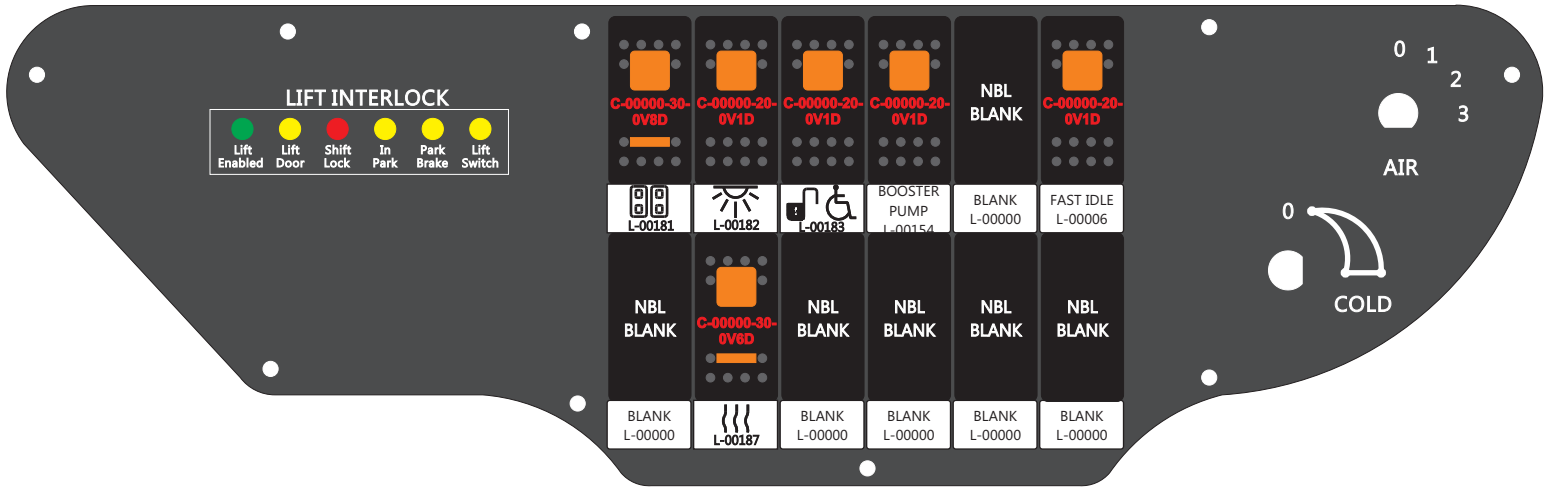 LIFT INTERLOCK
Lift
Enabled
Lift
Door
Shift
Lock
In
Park
Park
Brake
Lift
Switch
C-00000-30-
0V8D
C-00000-20-
0V1D
C-00000-20-
0V1D
C-00000-20-
0V1D
NBL
BLANK
C-00000-20-
0V1D
L-00181
L-00182
L-00183
BOOSTER
PUMP
L-00154
BLANK
L-00000
FAST IDLE
L-00006
NBL
BLANK
C-00000-30-
0V6D
NBL
BLANK
NBL
BLANK
NBL
BLANK
NBL
BLANK
BLANK
L-00000
L-00187
BLANK
L-00000
BLANK
L-00000
BLANK
L-00000
BLANK
L-00000
0
1
2
3
AIR
0
COLD